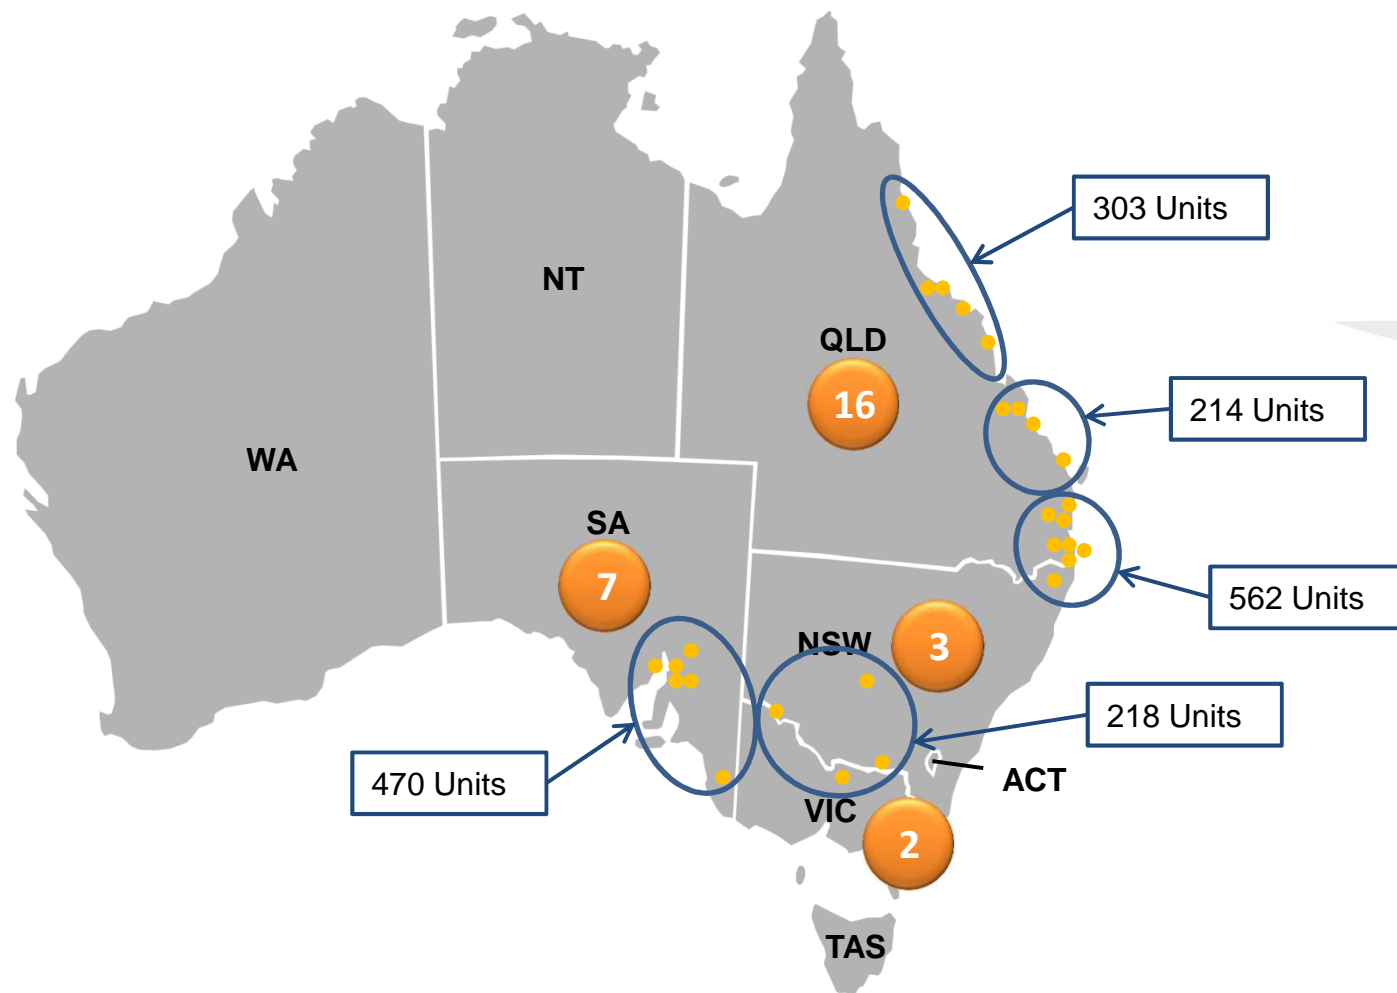 303 Units
NT
QLD
16
214 Units
WA
SA
7
562 Units
NSW
3
218 Units
470 Units
ACT
VIC
2
TAS